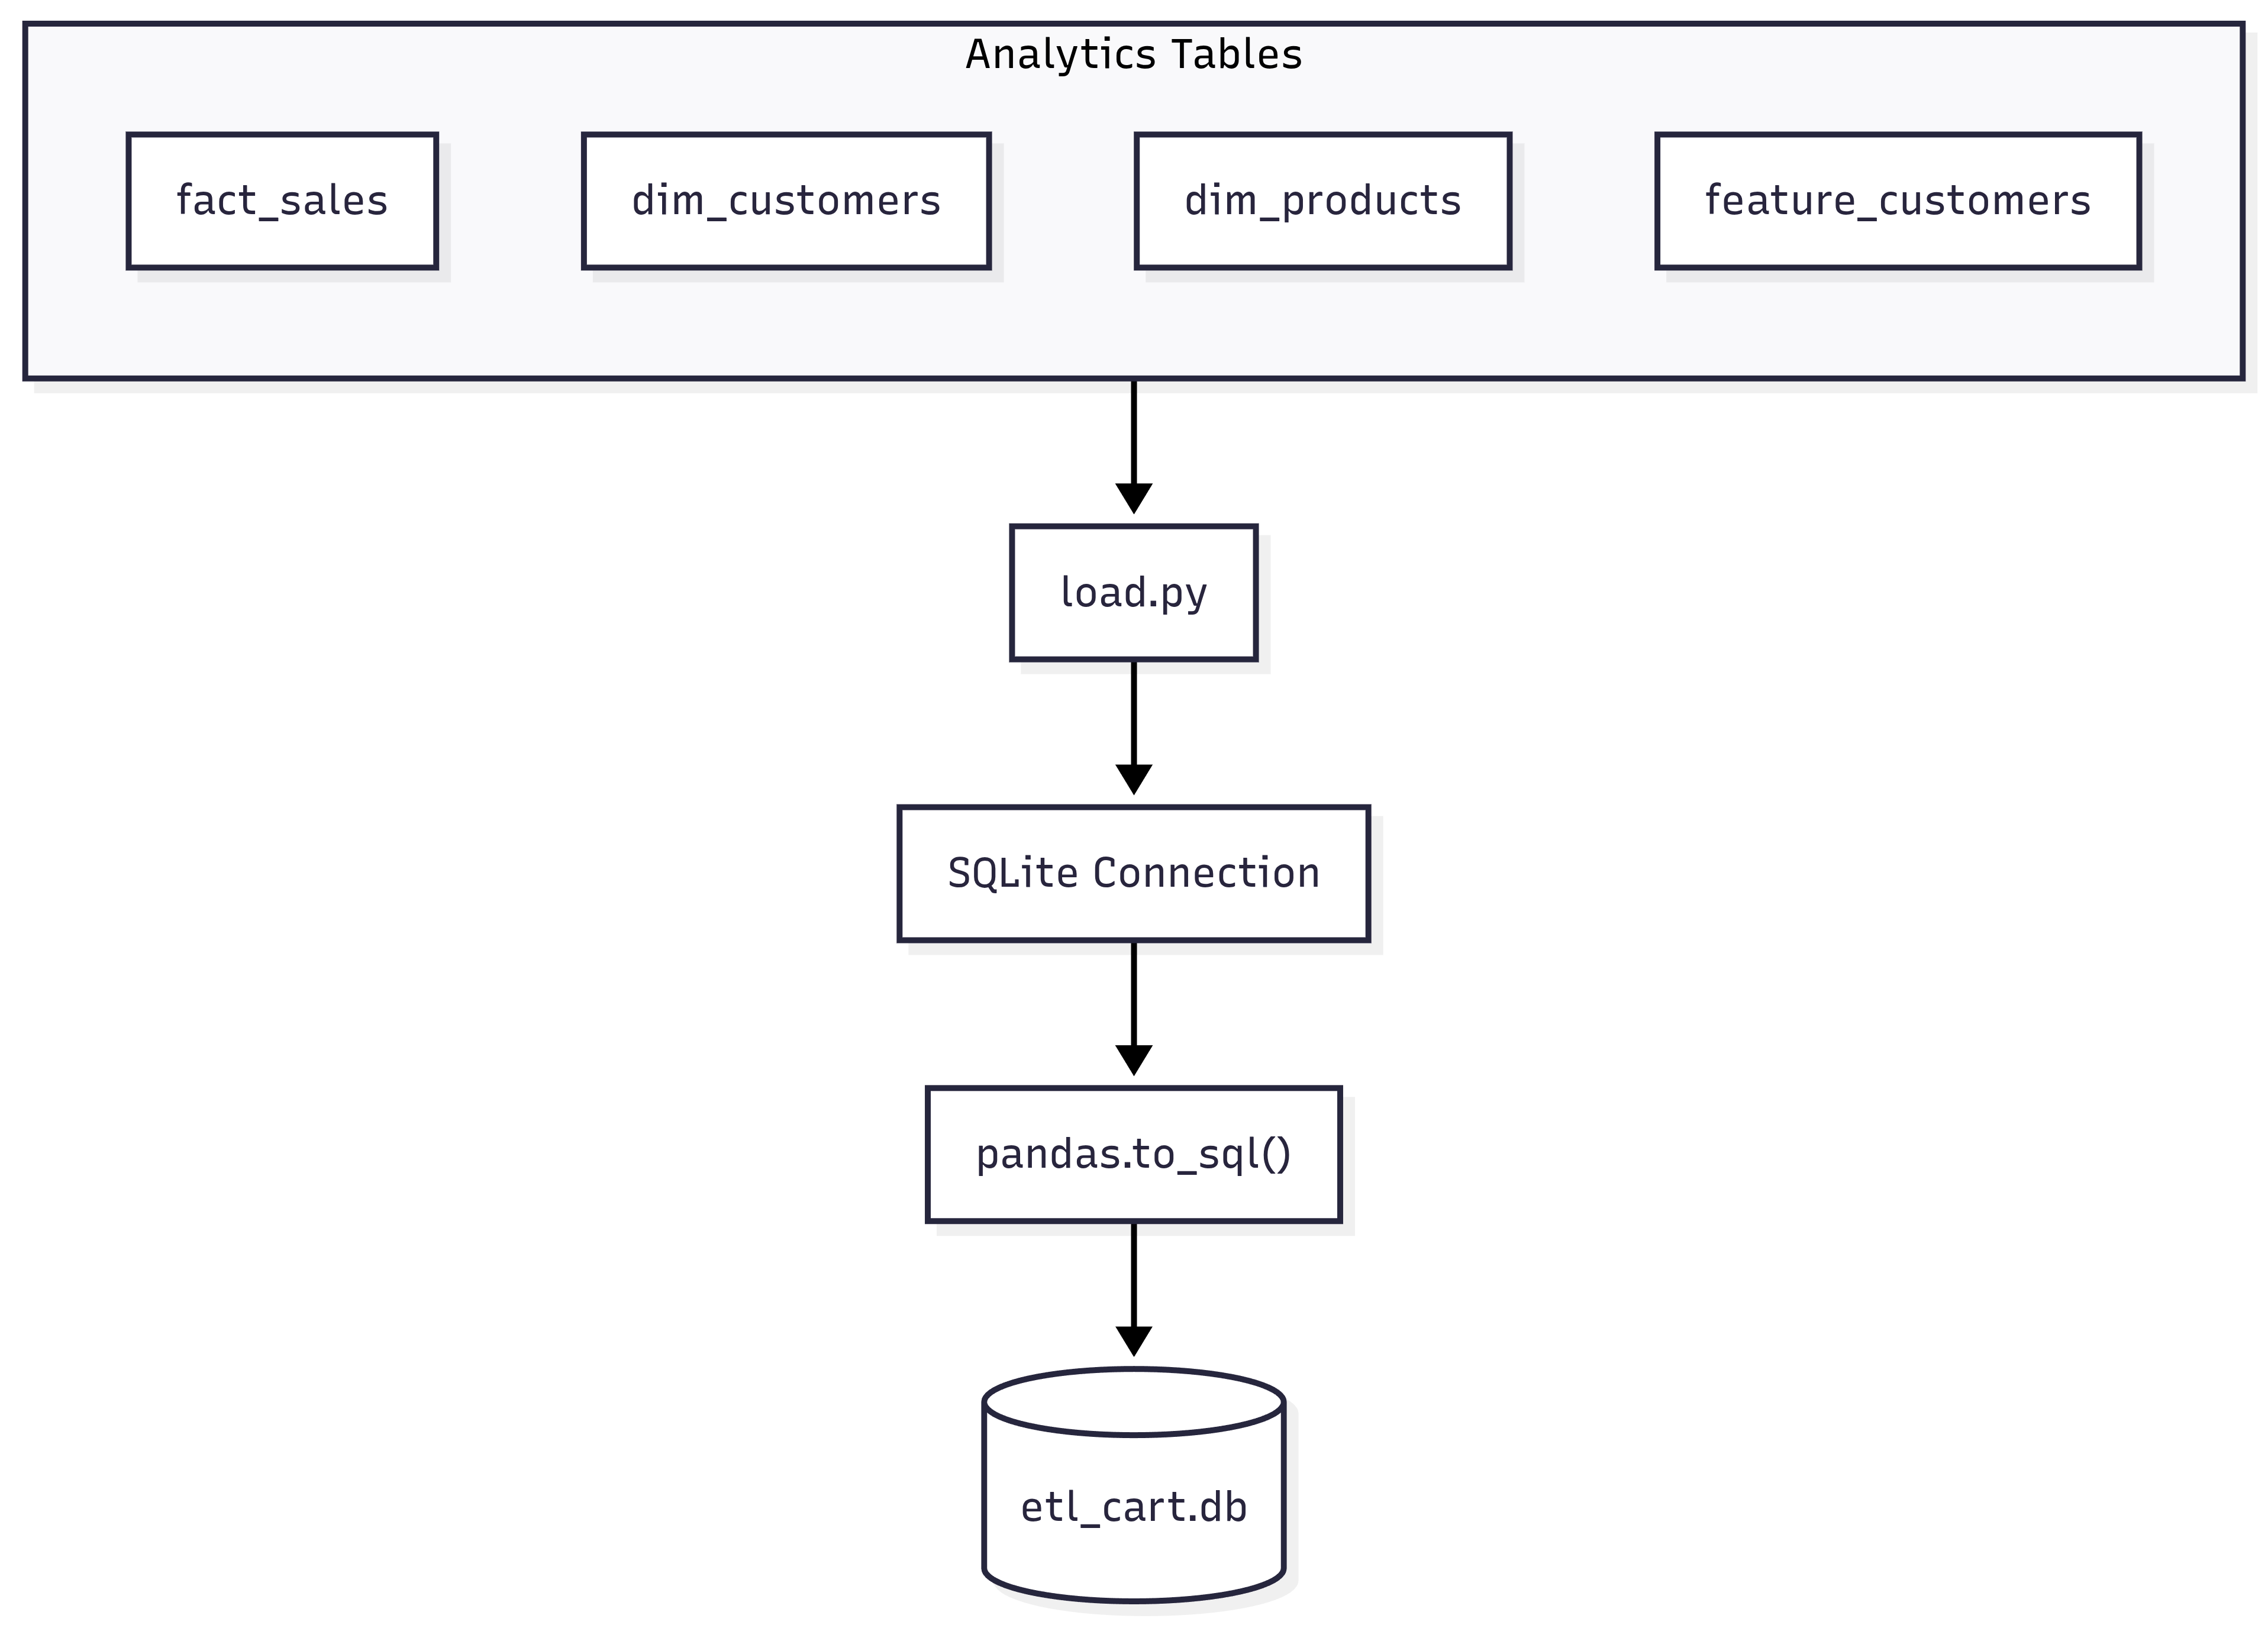 Analytics Tables
fact_sales
dim_customers
dim_products
feature_customers
load.py
SQLite Connection
pandas.to_sql()
etl_cart.db